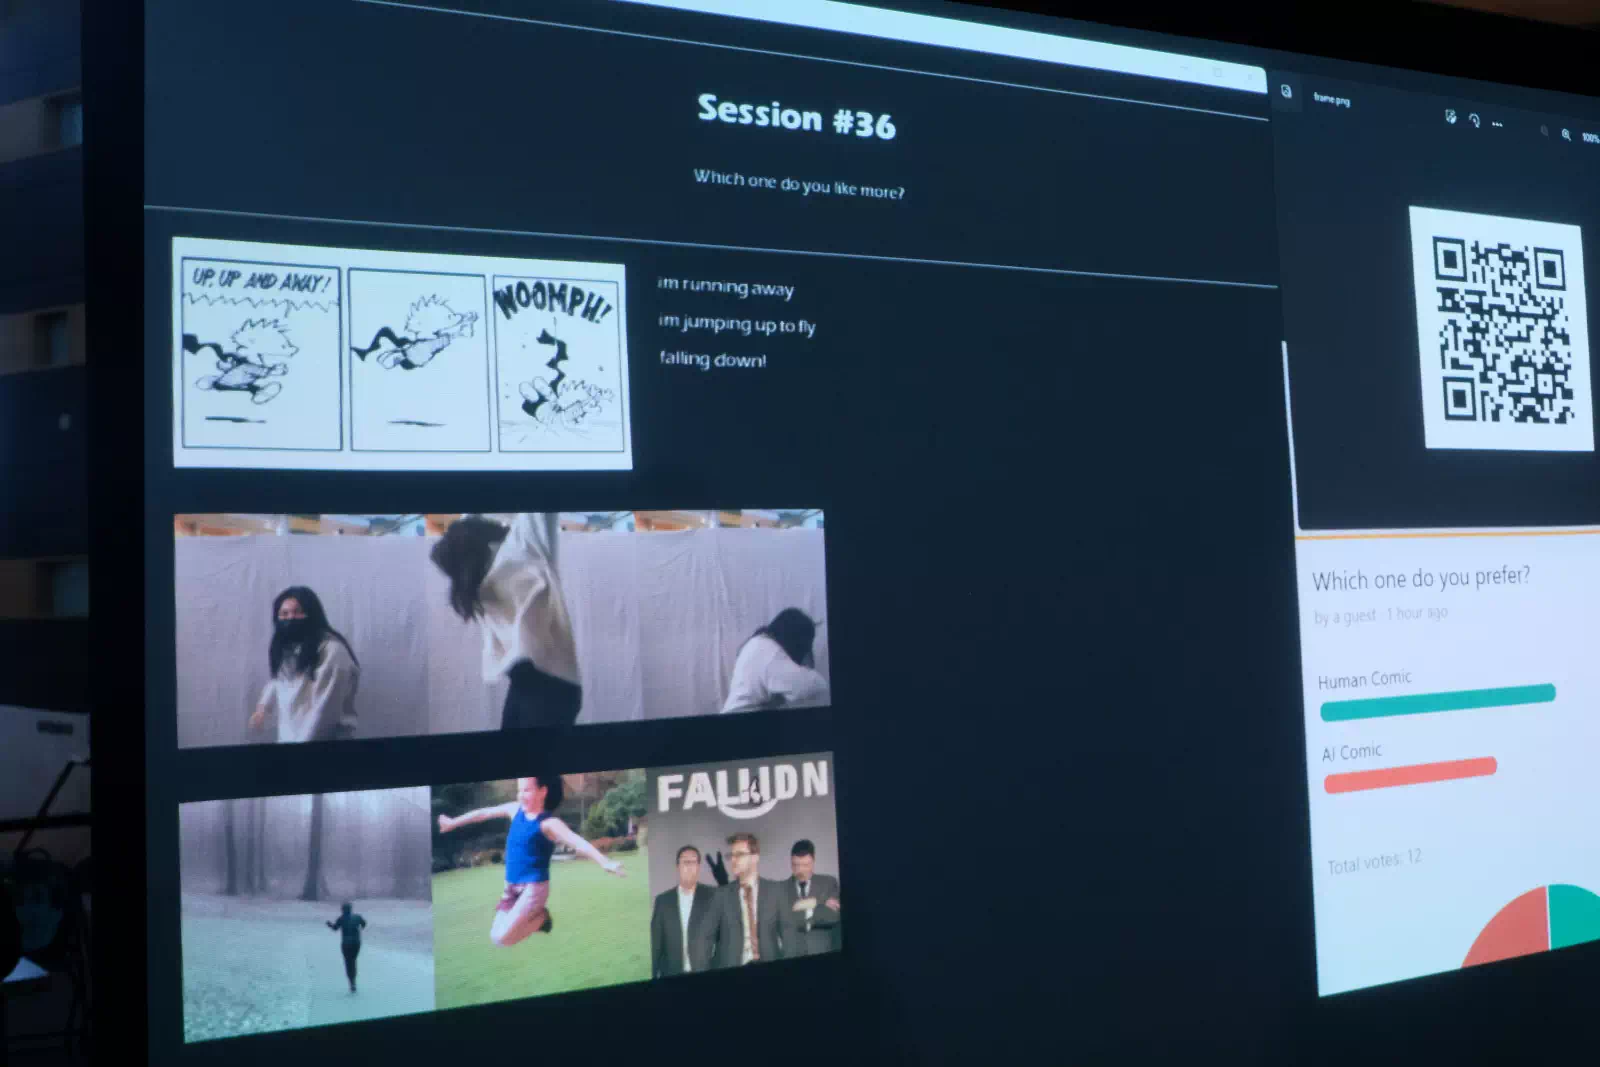 Session #36
Which one do you like more?
UP, UP AND AWAY!
WOOMPH!
im running away
im jumping up to fly
falling down!
FALLIDN
frame.png
100%
Which one do you prefer?
by a guest · 1 hour ago
Human Comic
AI Comic
Total votes: 12